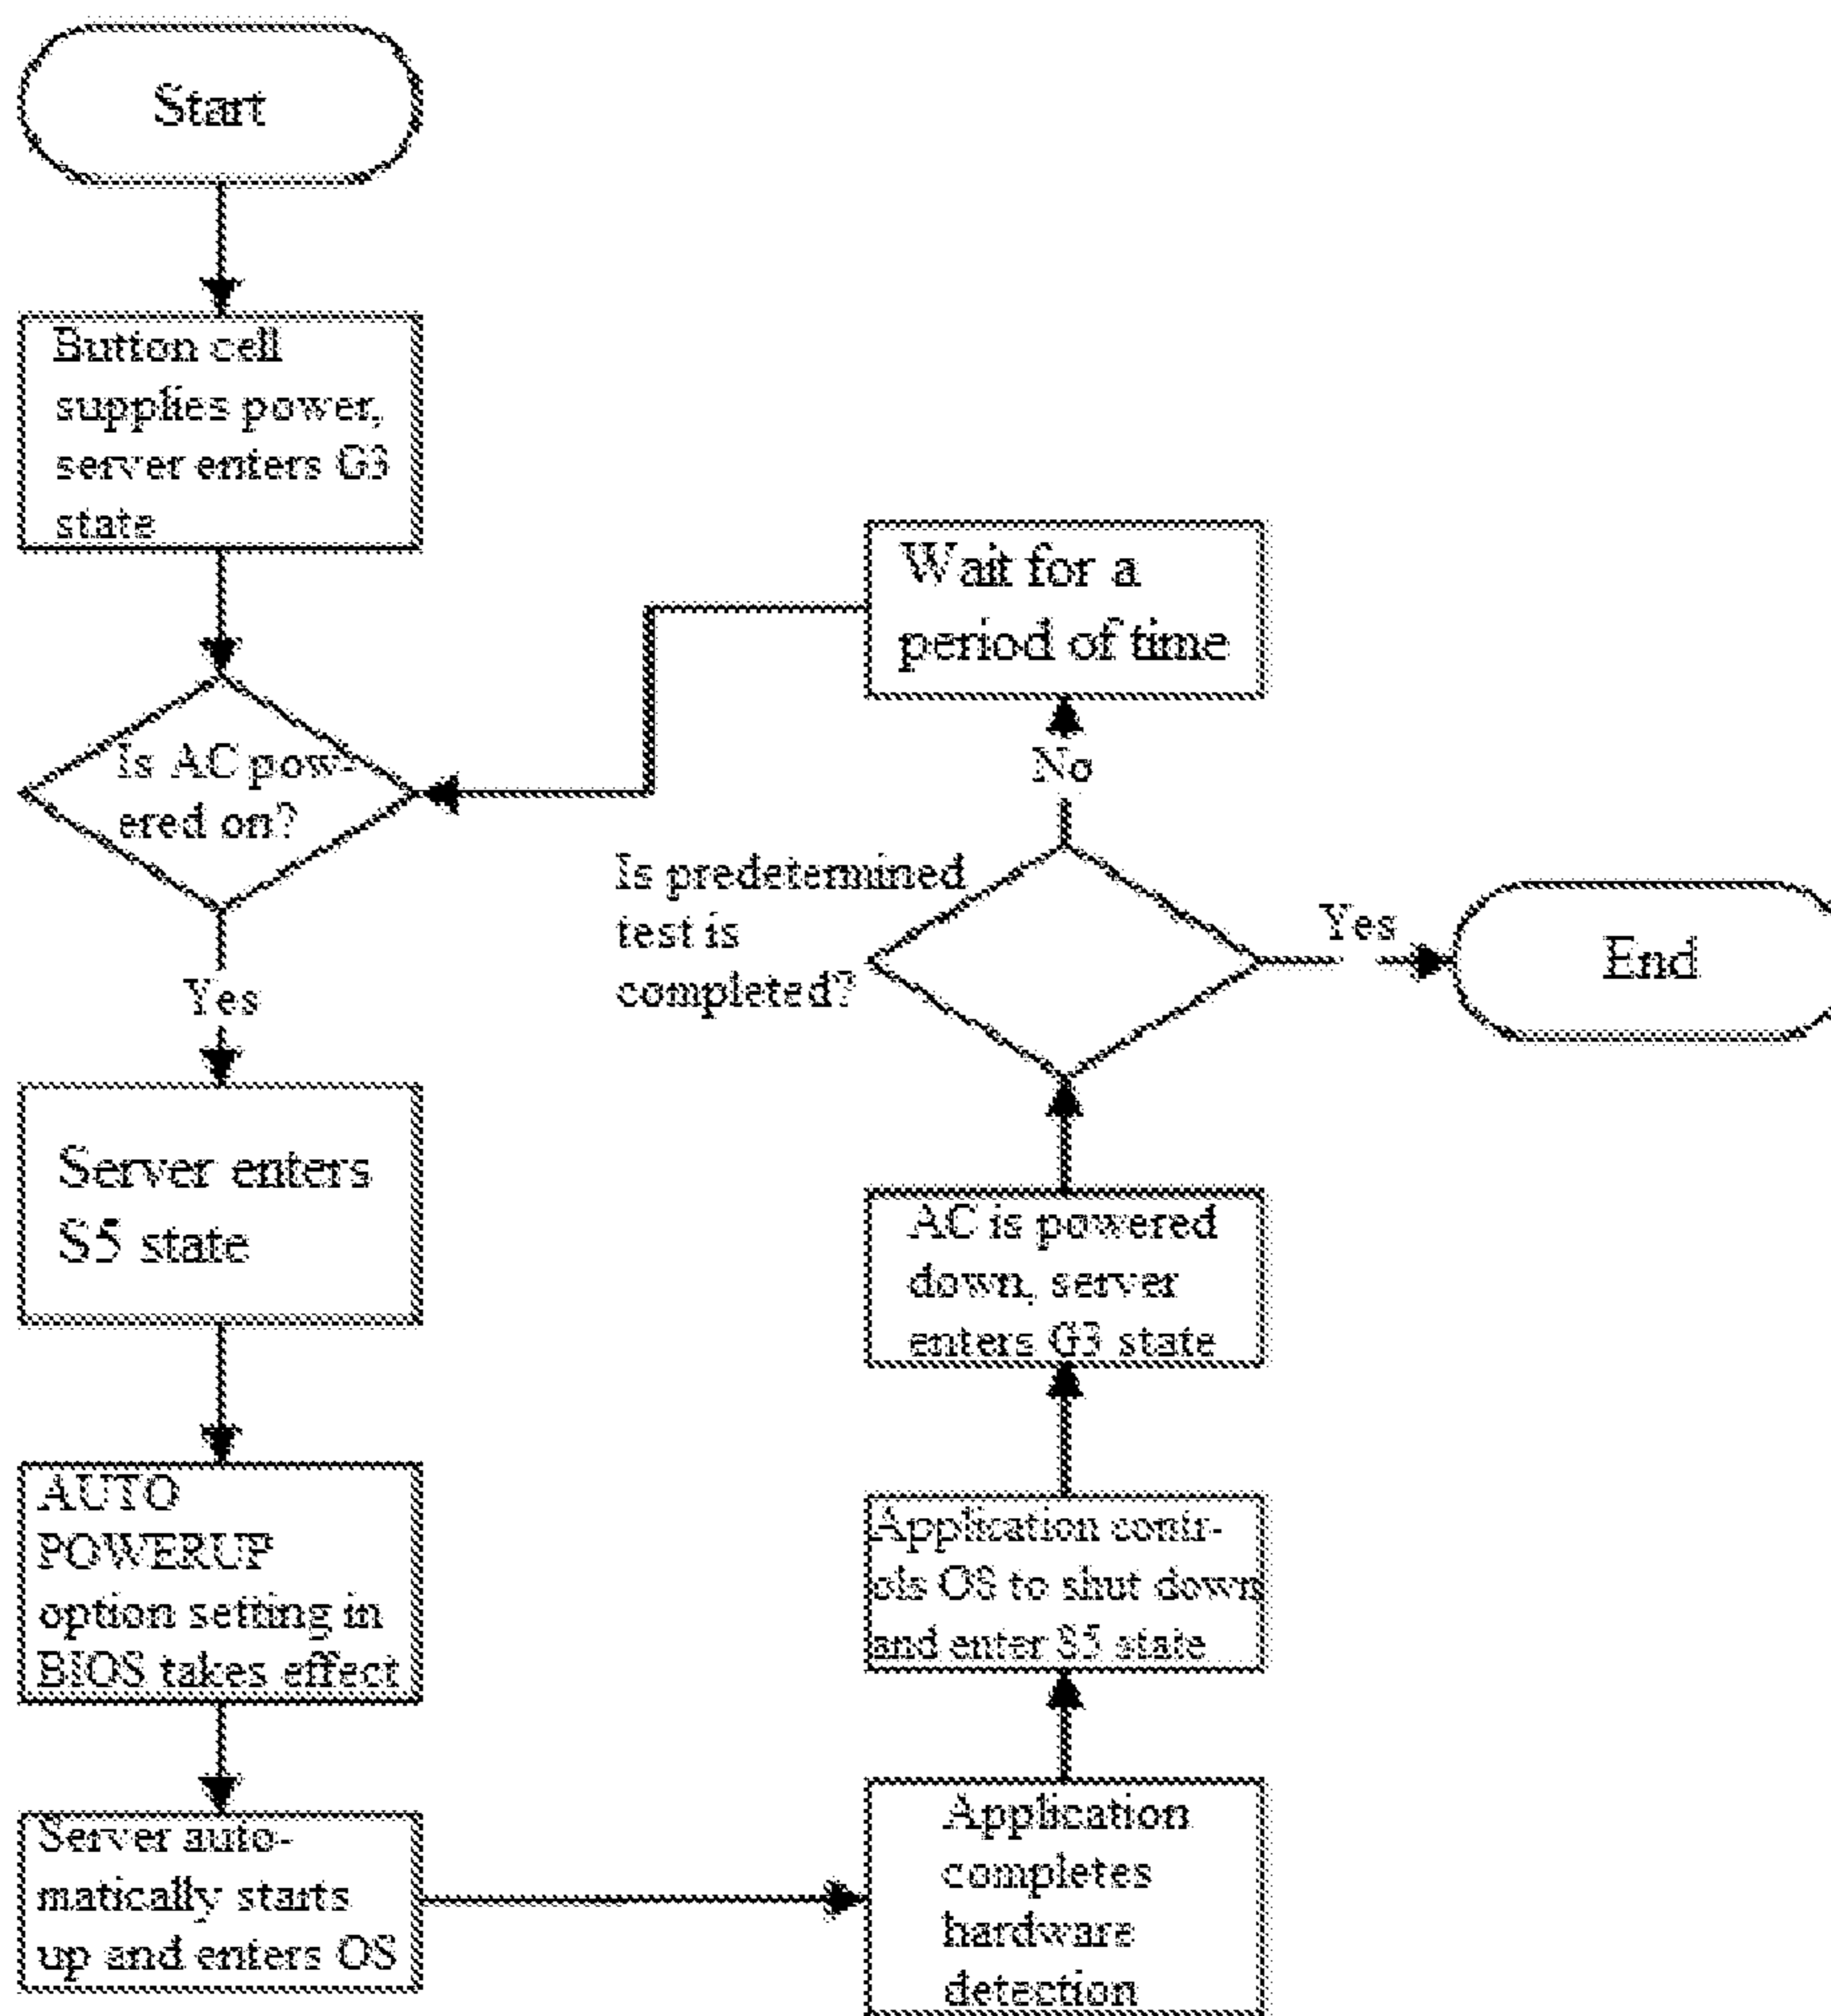 Start
Button cell
supplies power,
server enters G3
state
Is AC pow-
ered on?
Yes
Server enters
S5 state
AUTO
POWERUP
option setting in
BIOS takes effect
Server auto-
matically starts
up and enters OS
Application
completes
hardware
detection
Application contr-
ols OS to shut down
and enter S5 state
AC is powered
down, server
enters G3 state
Is predetermined
test is
completed?
No
Wait for a
period of time
Yes
End